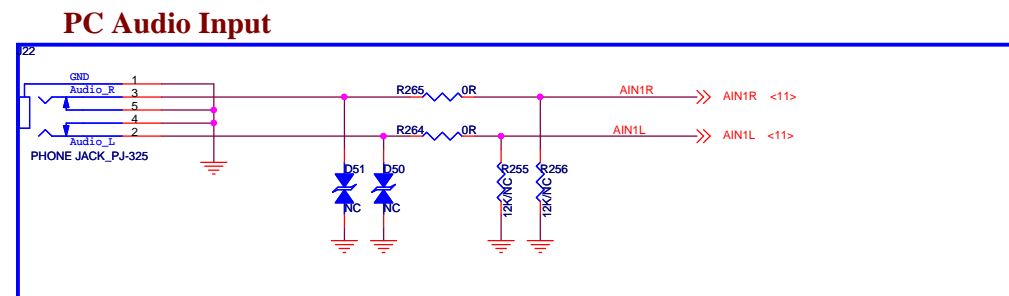 PC Audio Input
J22
GND 1
Audio_R 3
5
4
Audio_L 2
PHONE JACK_PJ-325
R265 0R
R264 0R
AIN1R
AIN1L
AIN1R <11>
AIN1L <11>
D51 D50
NC NC
R255 R256
12K/NC 12K/NC